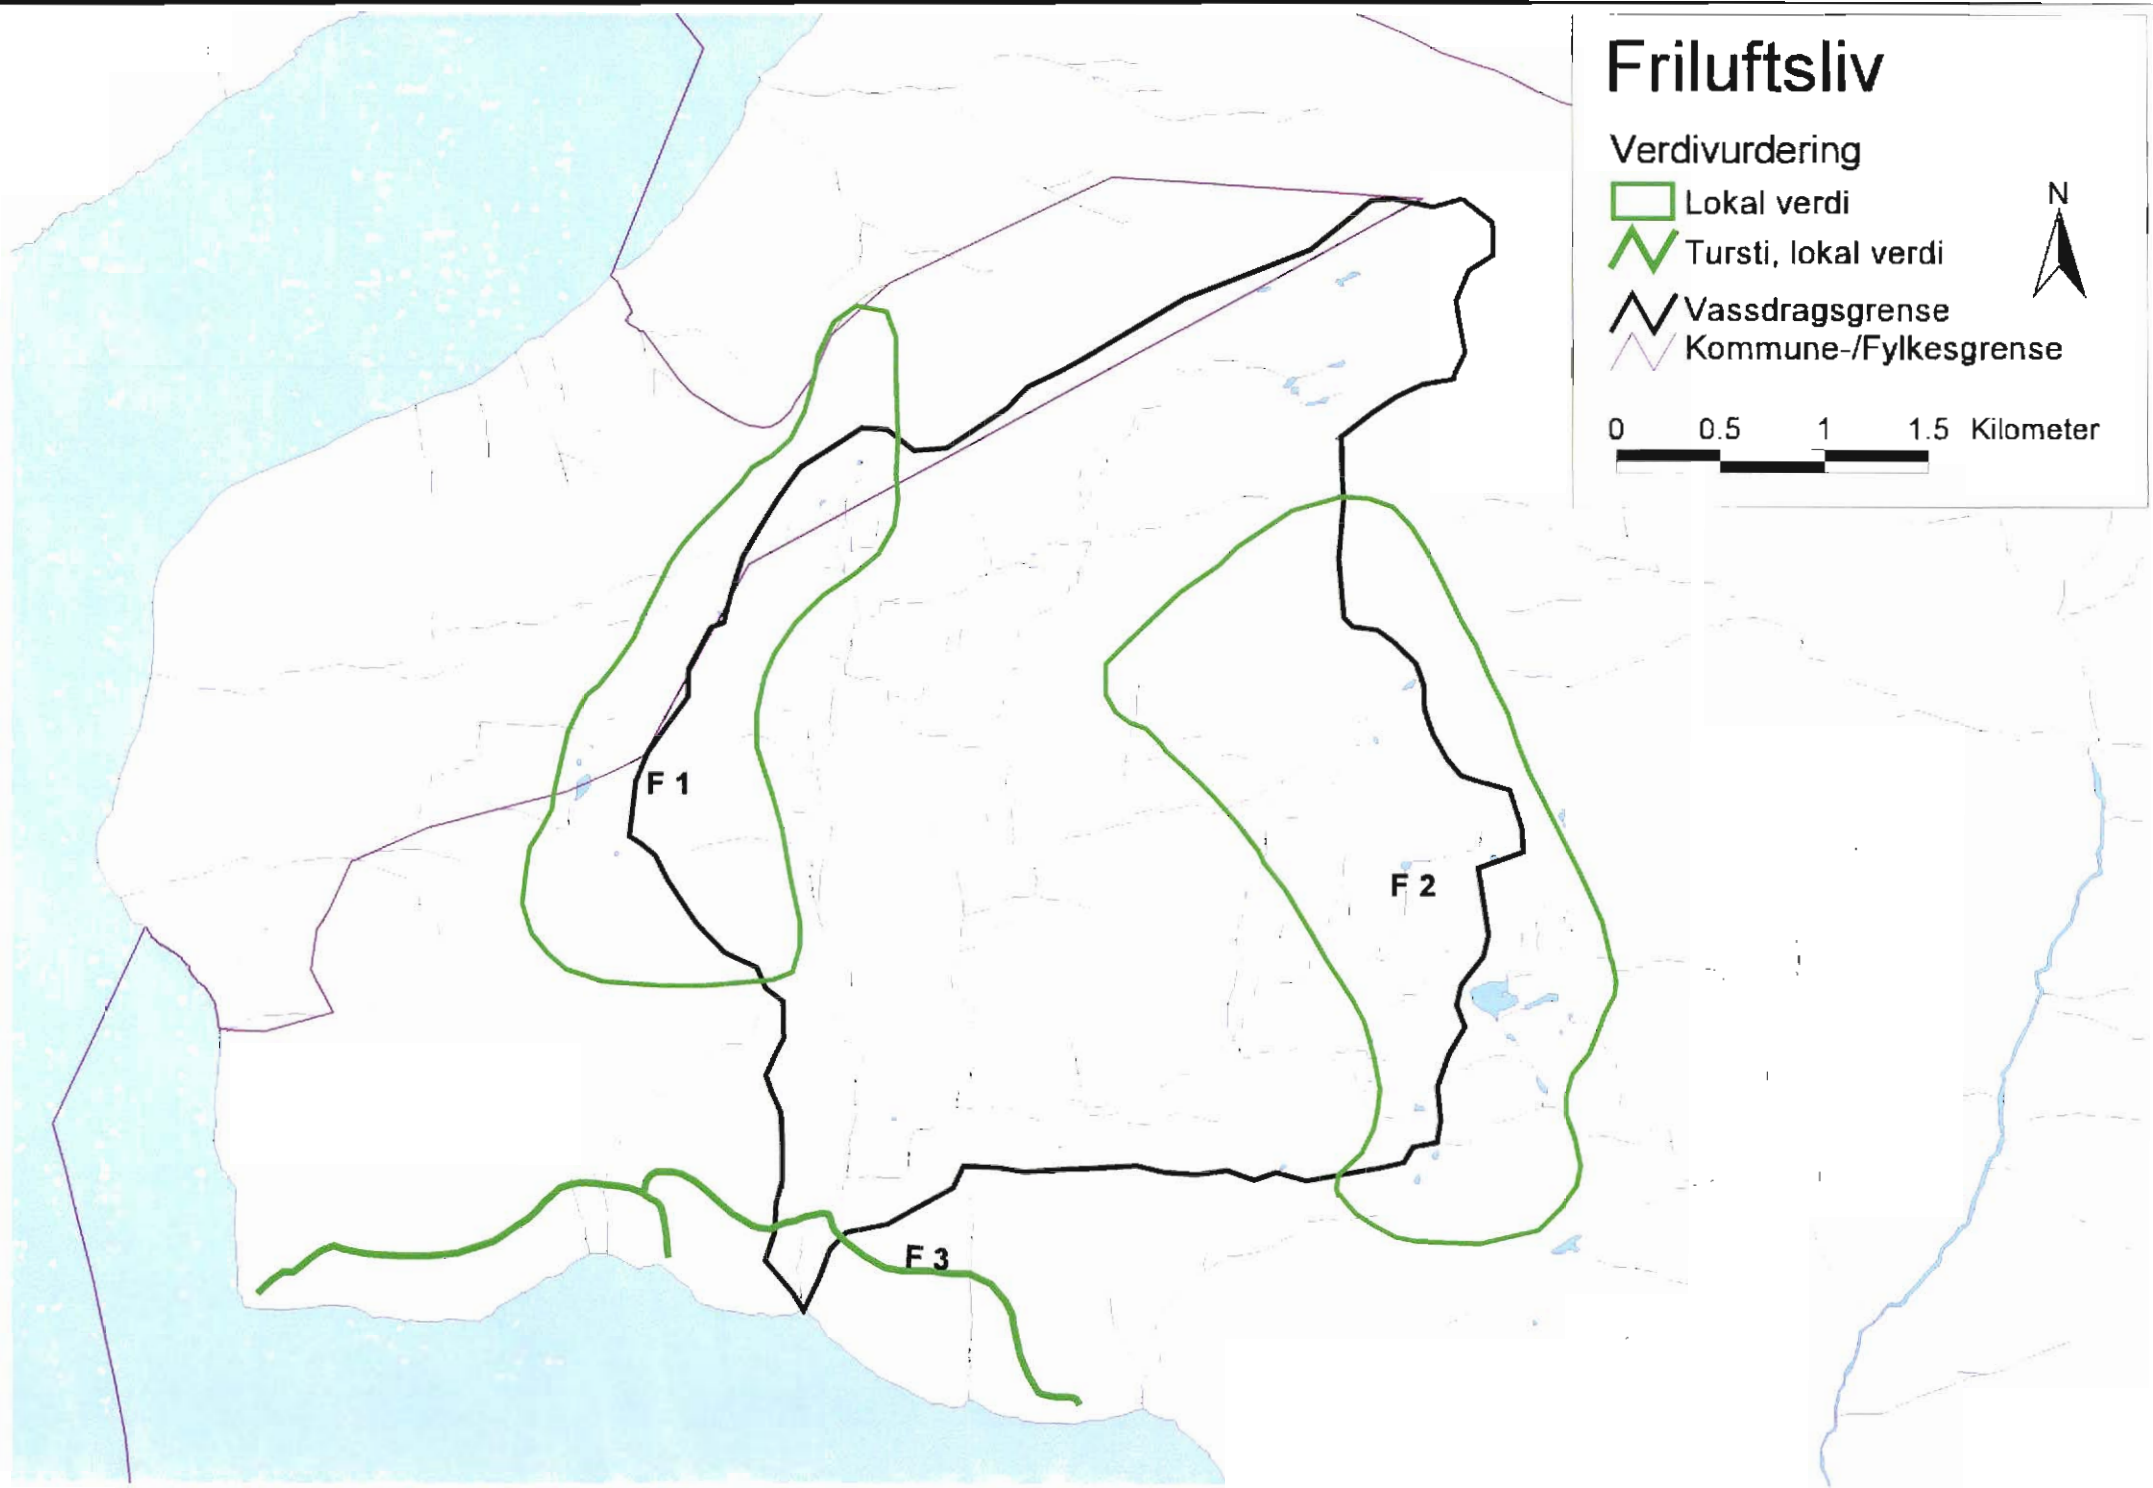 Friluftsliv
Verdivurdering
Lokal verdi
Tursti, lokal verdi
Vassdragsgrense
Kommune-/Fylkesgrense
N
0 0.5 1 1.5 Kilometer
F 1
F 2
F 3